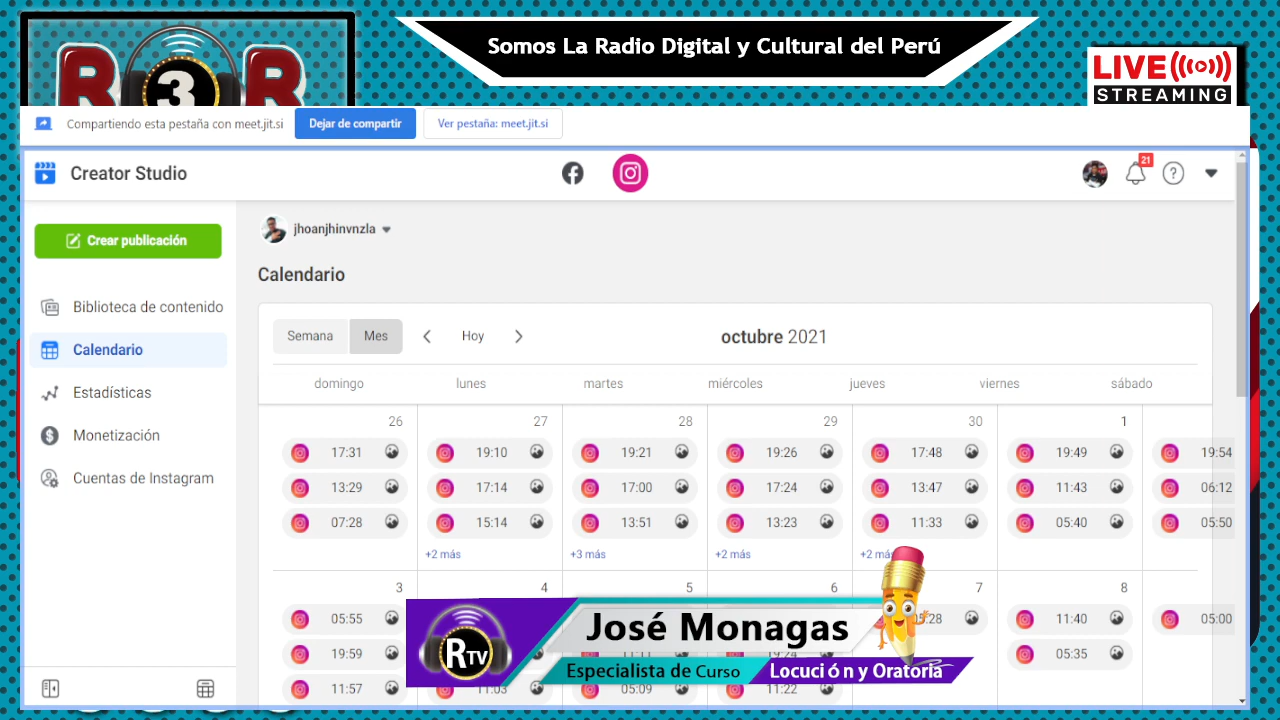 Somos La Radio Digital y Cultural del Perú
R 3 R
LIVE
STREAMING
Compartiendo esta pestaña con meet.jit.si
Dejar de compartir
Ver pestaña: meet.jit.si
Creator Studio
21
Crear publicación
jhoanjhinvnzla
Calendario
Biblioteca de contenido
Calendario
Estadísticas
Monetización
Cuentas de Instagram
Semana Mes Hoy octubre 2021
domingo lunes martes miércoles jueves viernes sábado
26 27 28 29 30 1
17:31 19:10 19:21 19:26 17:48 19:49 19:54
13:29 17:14 17:00 17:24 13:47 11:43 06:12
07:28 15:14 13:51 13:23 11:33 05:40 05:50
+2 más +3 más +2 más +2 más
3 4 5 6 7 8
05:55 11:40 05:00
19:59 05:35
11:57 11:03 05:09 11:22
RTV
José Monagas
Especialista de Curso
Locuci ó n y Oratoria